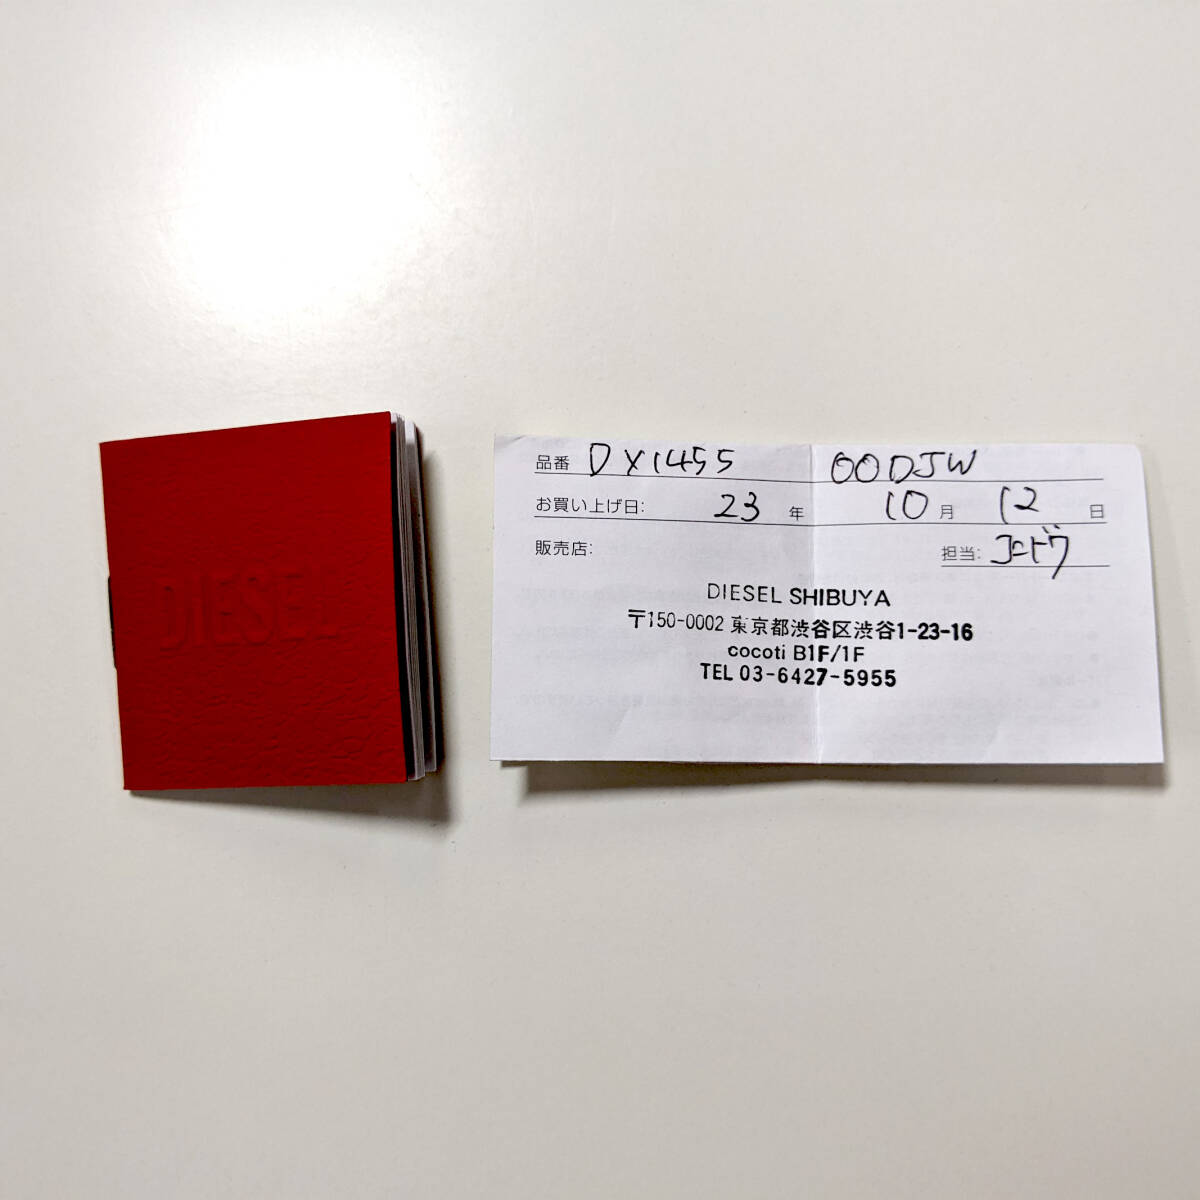 DIESEL
品番 DX1455 00DJW
お買い上げ日: 23 年 10 月 12 日
販売店: 担当: コンドウ
DIESEL SHIBUYA
〒150-0002 東京都渋谷区渋谷1-23-16
cocoti B1F/1F
TEL 03-6427-5955